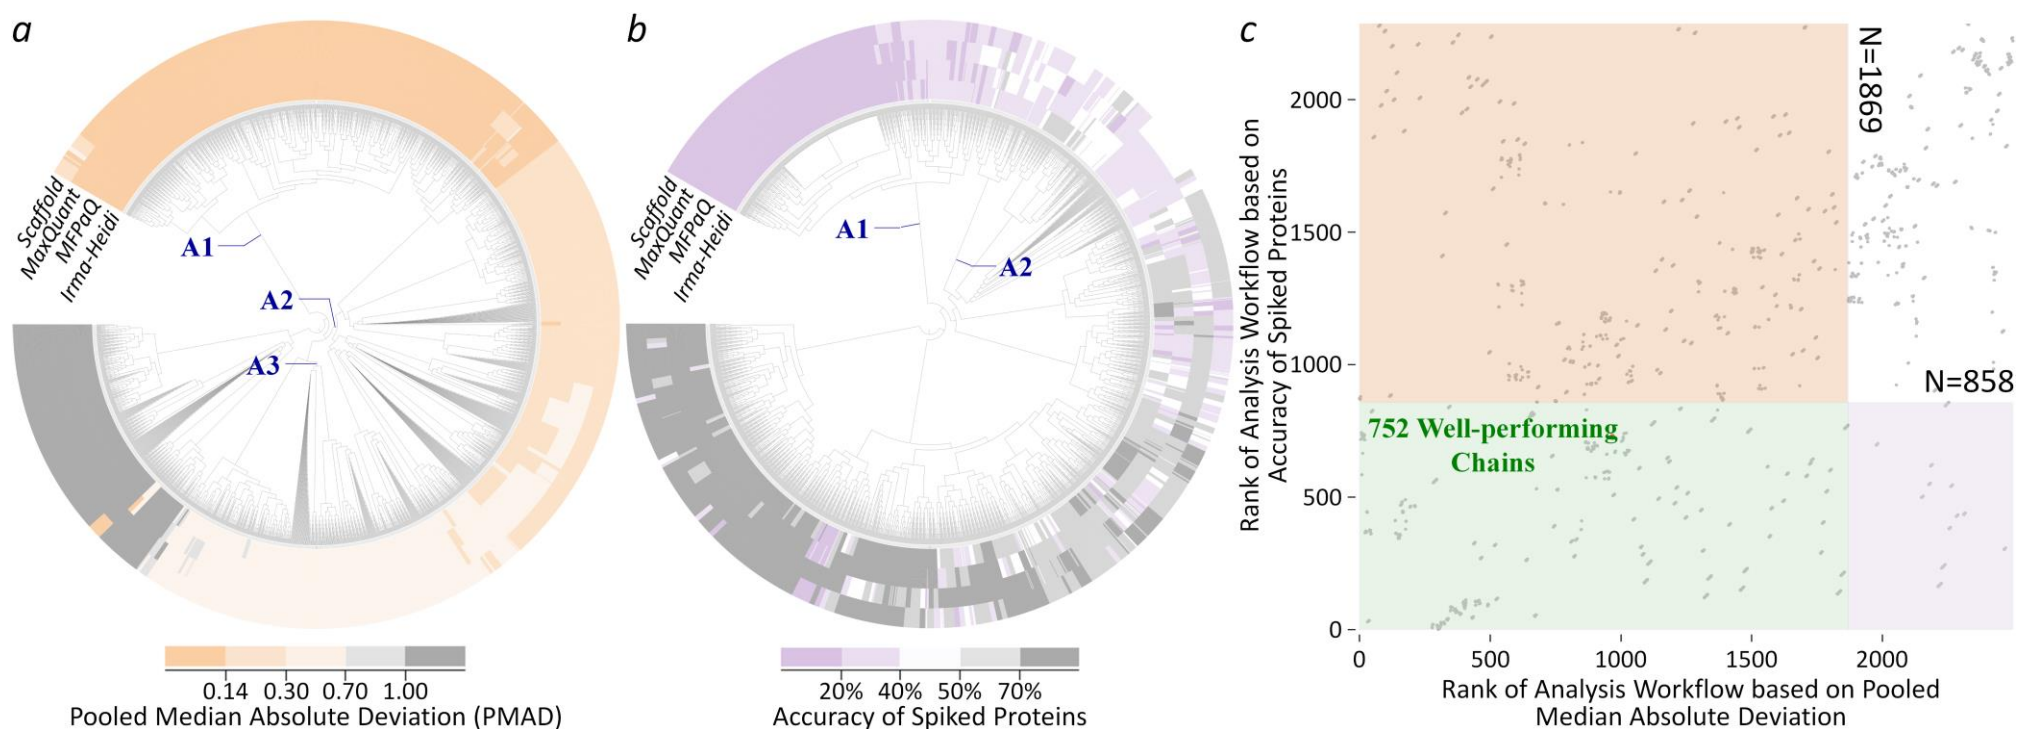 a
Scaffold
MaxQuant
MFPaQ
Irma-Heidi
A1
A2
A3
0.14 0.30 0.70 1.00
Pooled Median Absolute Deviation (PMAD)
b
Scaffold
MaxQuant
MFPaQ
Irma-Heidi
A1
A2
20% 40% 50% 70%
Accuracy of Spiked Proteins
c
Rank of Analysis Workflow based on
Accuracy of Spiked Proteins
2000
1500
1000
500
0
N=1869
N=858
752 Well-performing
Chains
0 500 1000 1500 2000
Rank of Analysis Workflow based on Pooled
Median Absolute Deviation